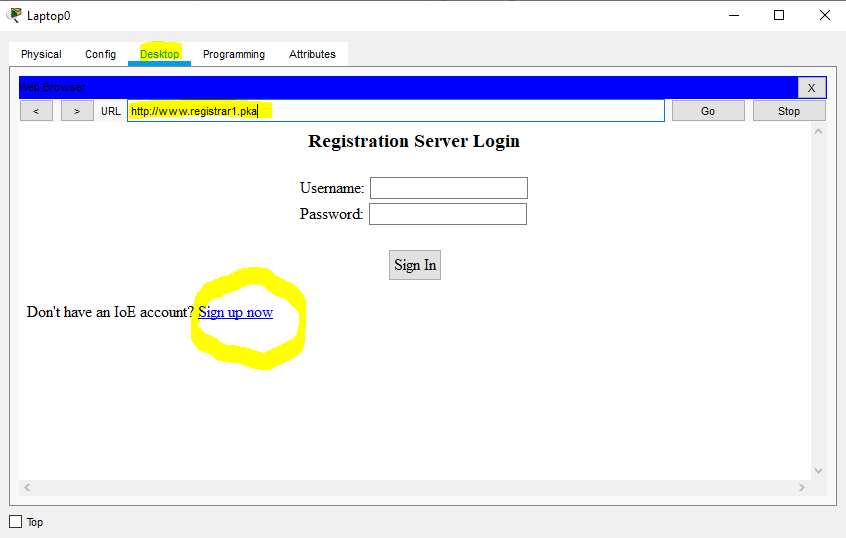 Laptop0
Physical Config Desktop Programming Attributes
Web Browser X
< > URL http://www.registrar1.pka Go Stop
Registration Server Login
Username:
Password:
Sign In
Don't have an IoE account? Sign up now
Top